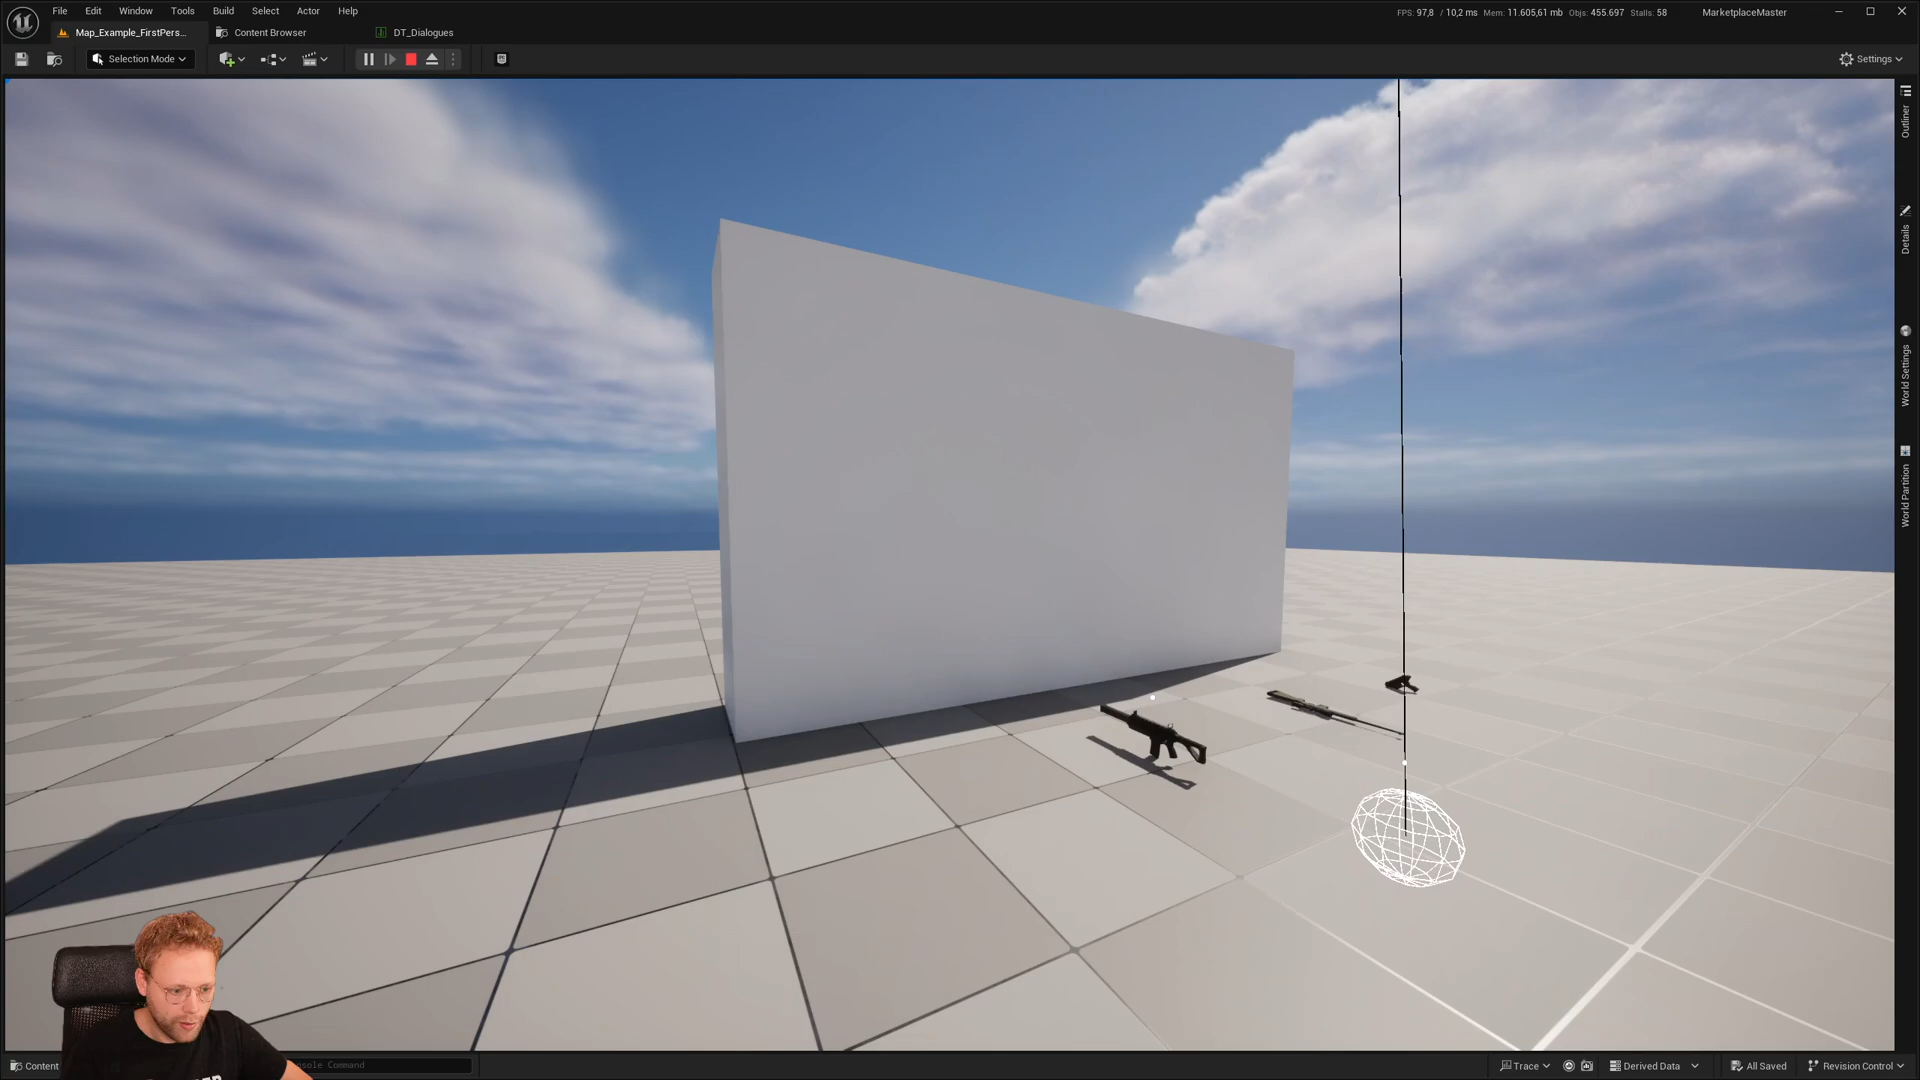 File Edit Window Tools Build Select Actor Help
FPS: 97,8 / 10,2 ms Mem: 11.605,61 mb Objs: 455.697 Stalls: 58 MarketplaceMaster
Map_Example_FirstPers... Content Browser DT_Dialogues
Selection Mode
Settings
Outliner
Details
World Settings
World Partition
Content
nsole Command
Trace Derived Data All Saved Revision Control